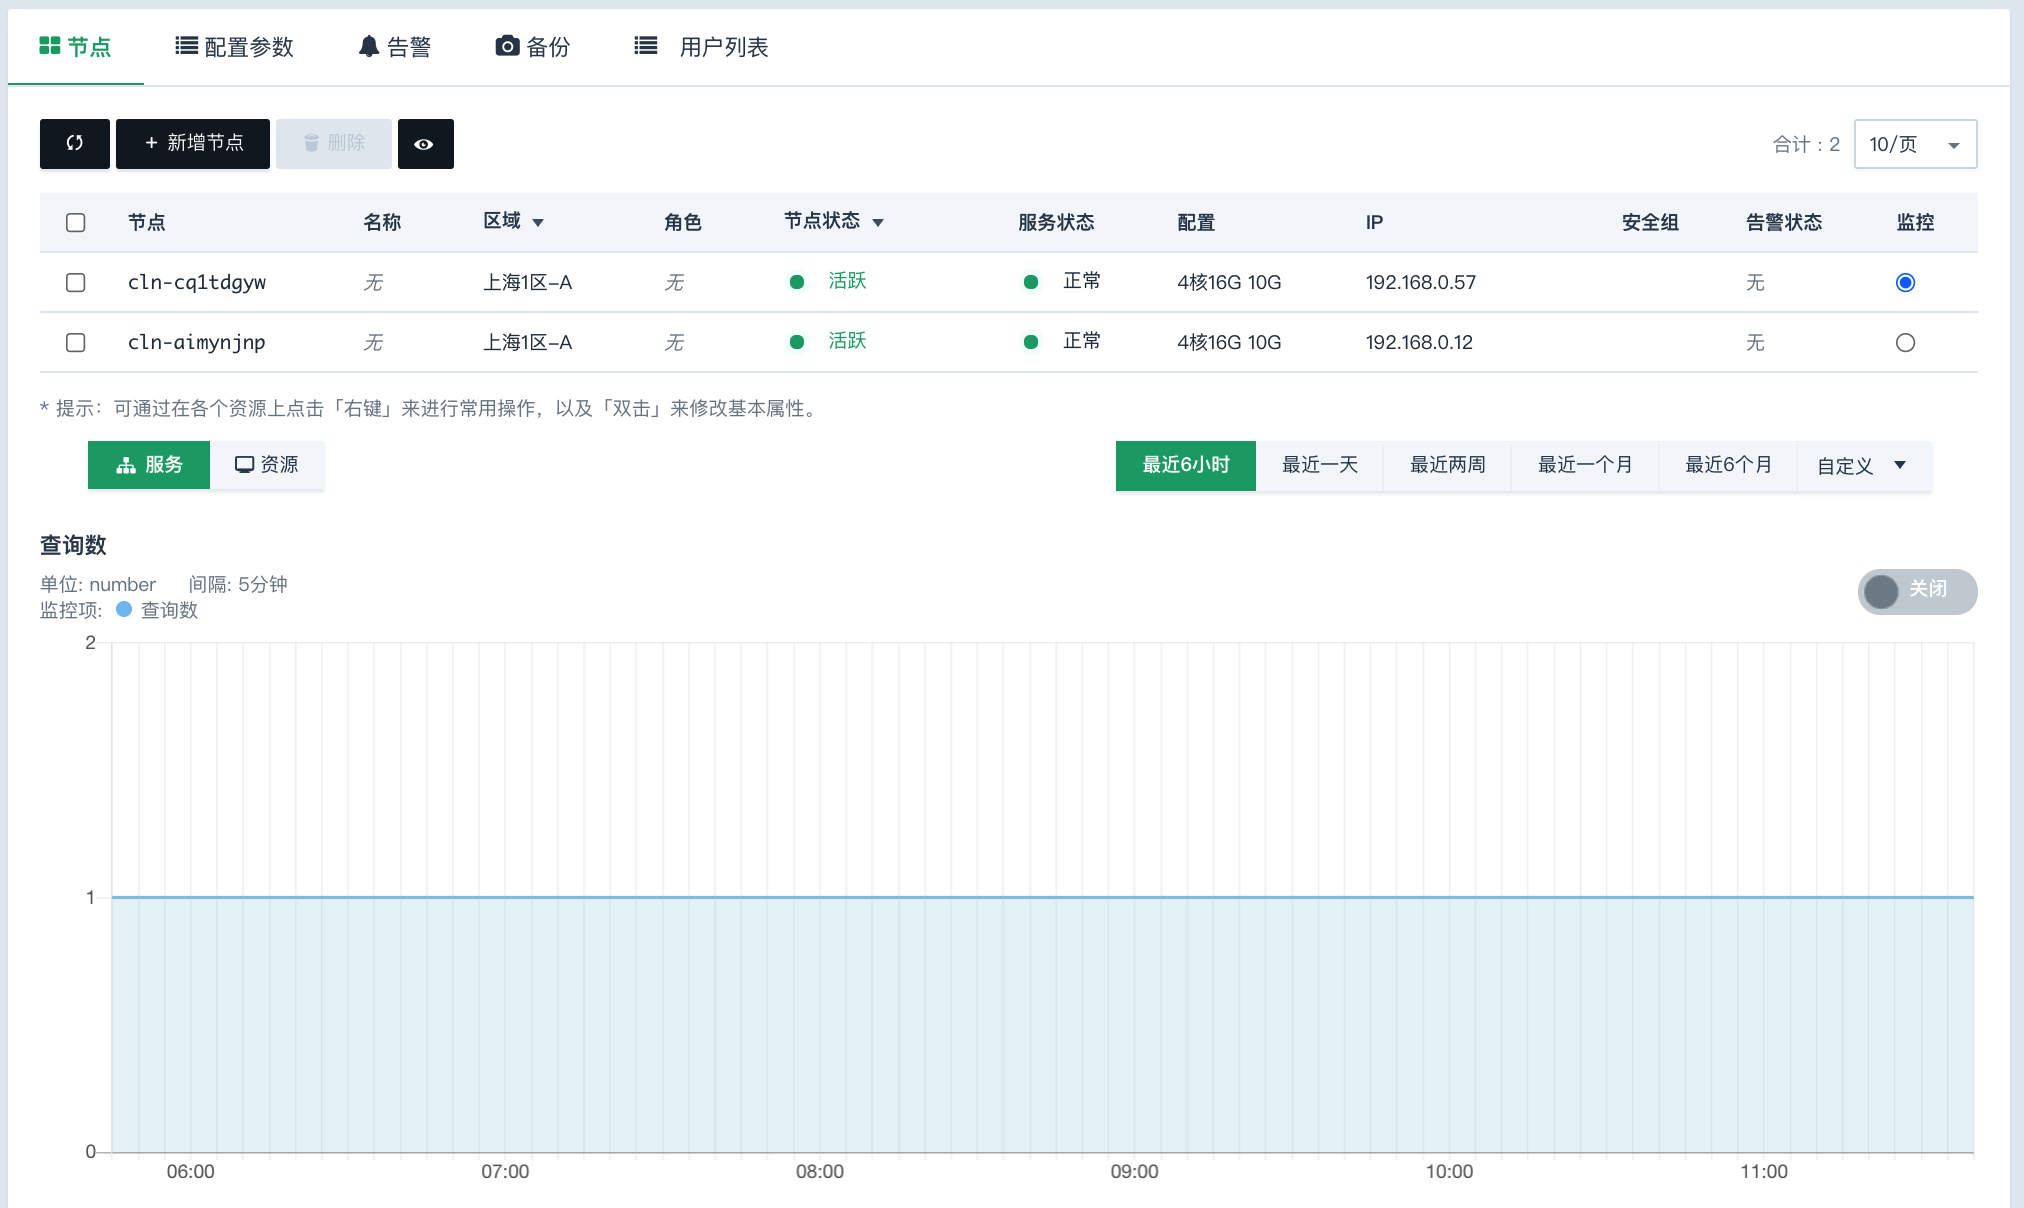 节点 配置参数 告警 备份 用户列表
+ 新增节点 删除 合计：2 10/页
节点 名称 区域 角色 节点状态 服务状态 配置 IP 安全组 告警状态 监控
cln-cq1tdgyw 无 上海1区-A 无 活跃 正常 4核16G 10G 192.168.0.57 无
cln-aimynjnp 无 上海1区-A 无 活跃 正常 4核16G 10G 192.168.0.12 无
* 提示：可通过在各个资源上点击「右键」来进行常用操作，以及「双击」来修改基本属性。
服务 资源 最近6小时 最近一天 最近两周 最近一个月 最近6个月 自定义
查询数
单位: number 间隔: 5分钟
关闭
监控项: 查询数
2
1
0
06:00 07:00 08:00 09:00 10:00 11:00